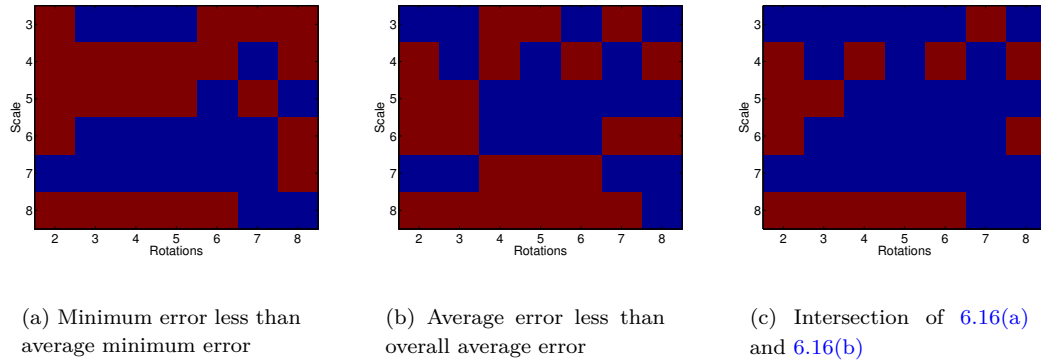 3
4
5
6
7
8
Scale
2 3 4 5 6 7 8
Rotations
3
4
5
6
7
8
Scale
2 3 4 5 6 7 8
Rotations
3
4
5
6
7
8
Scale
2 3 4 5 6 7 8
Rotations
(a) Minimum error less than
average minimum error
(b) Average error less than
overall average error
(c) Intersection of 6.16(a)
and 6.16(b)